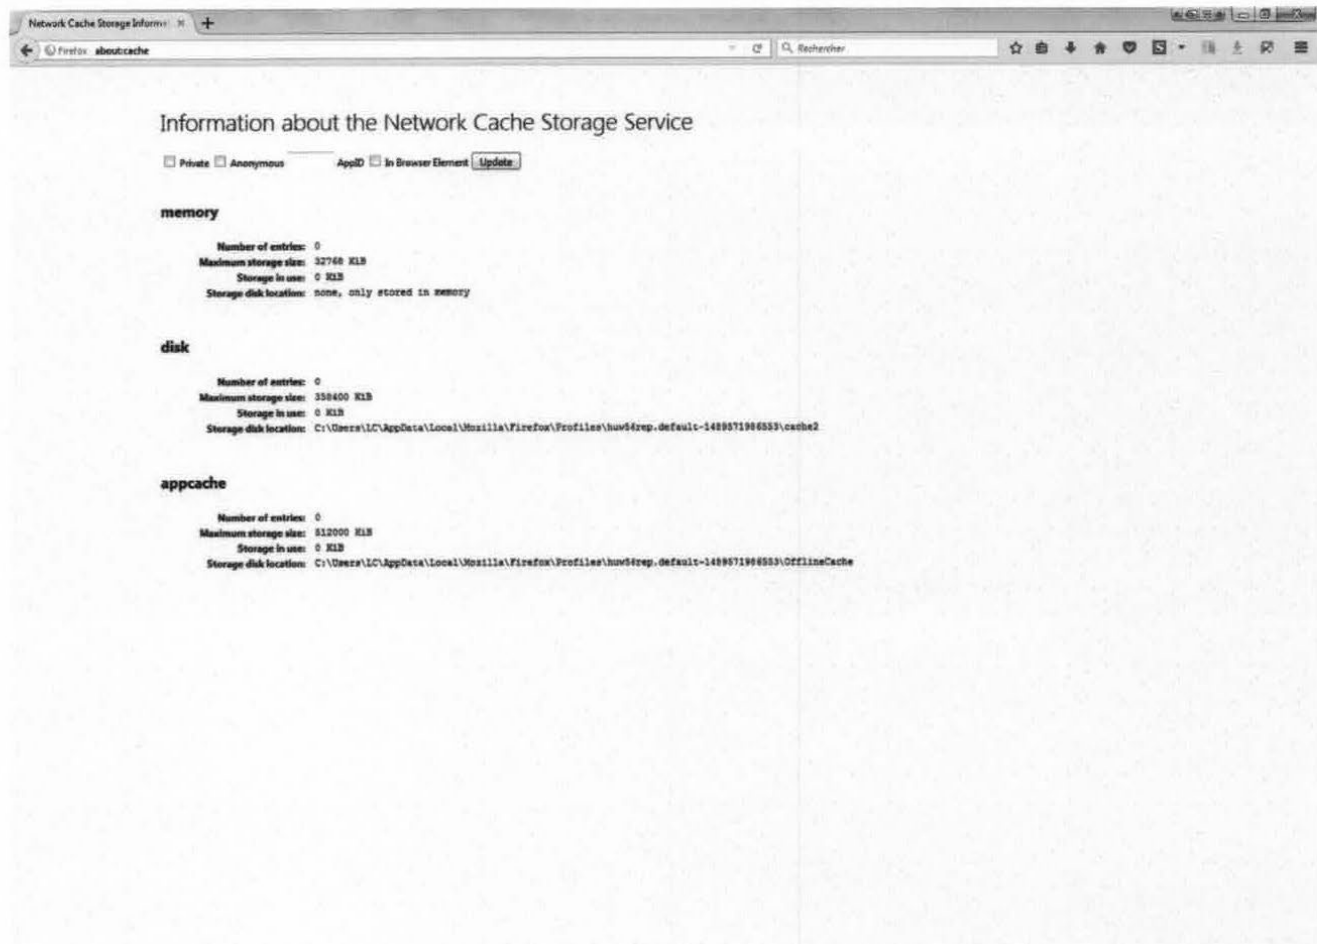 Network Cache Storage Inform
Firefox about:cache
Rechercher
Information about the Network Cache Storage Service
Private Anonymous AppID In Browser Element Update
memory
Number of entries: 0
Maximum storage size: 32768 KiB
Storage in use: 0 KiB
Storage disk location: none, only stored in memory
disk
Number of entries: 0
Maximum storage size: 358400 KiB
Storage in use: 0 KiB
Storage disk location: C:\Users\LC\AppData\Local\Mozilla\Firefox\Profiles\huw54rep.default-1489571986553\cache2
appcache
Number of entries: 0
Maximum storage size: 512000 KiB
Storage in use: 0 KiB
Storage disk location: C:\Users\LC\AppData\Local\Mozilla\Firefox\Profiles\huw54rep.default-1489571986553\OfflineCache